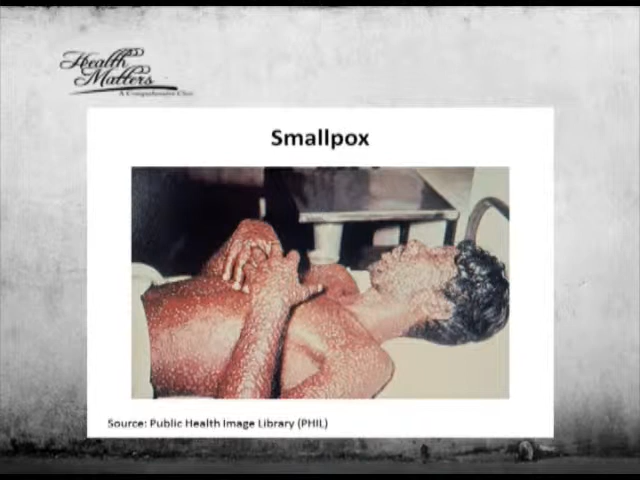 Health
Matters
Smallpox
Source: Public Health Image Library (PHIL)